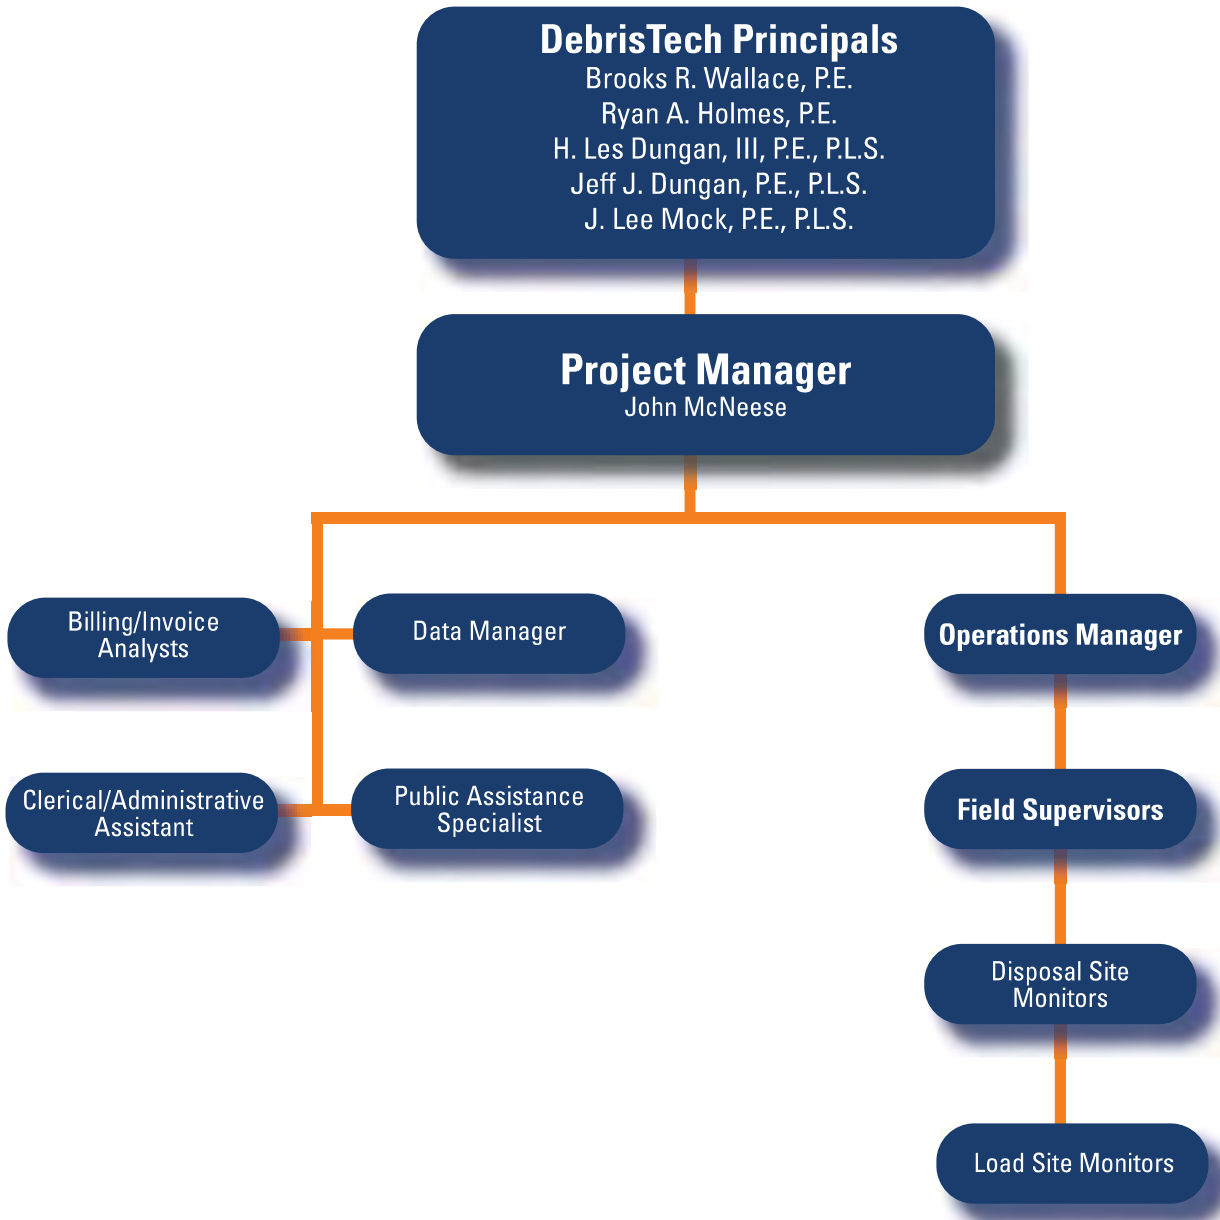 DebrisTech Principals
Brooks R. Wallace, P.E.
Ryan A. Holmes, P.E.
H. Les Dungan, III, P.E., P.L.S.
Jeff J. Dungan, P.E., P.L.S.
J. Lee Mock, P.E., P.L.S.
Project Manager
John McNeese
Billing/Invoice
Analysts
Data Manager
Operations Manager
Clerical/Administrative
Assistant
Public Assistance
Specialist
Field Supervisors
Disposal Site
Monitors
Load Site Monitors